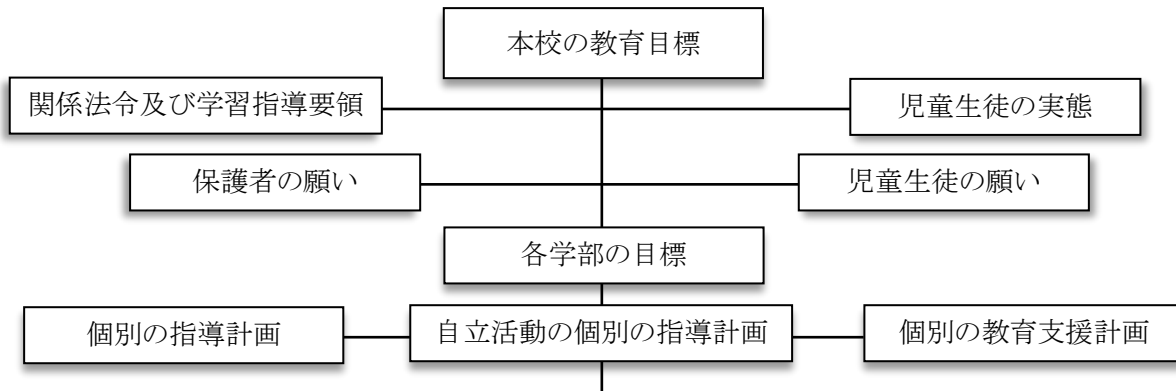 本校の教育目標
関係法令及び学習指導要領
児童生徒の実態
保護者の願い
児童生徒の願い
各学部の目標
個別の指導計画
自立活動の個別の指導計画
個別の教育支援計画